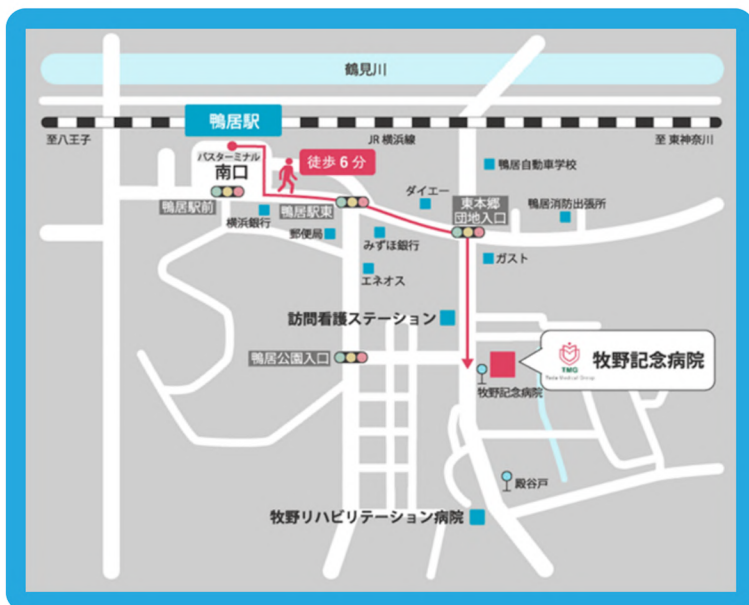 鶴見川
鴨居駅
至八王子
JR横浜線
至 東神奈川
バスターミナル
南口
徒歩6分
鴨居自動車学校
鴨居駅前
横浜銀行
鴨居駅東
ダイエー
東本郷
団地入口
鴨居消防出張所
郵便局
みずほ銀行
ガスト
エネオス
訪問看護ステーション
鴨居公園入口
TMG
Toda Medical Group
牧野記念病院
牧野記念病院
殿谷戸
牧野リハビリテーション病院